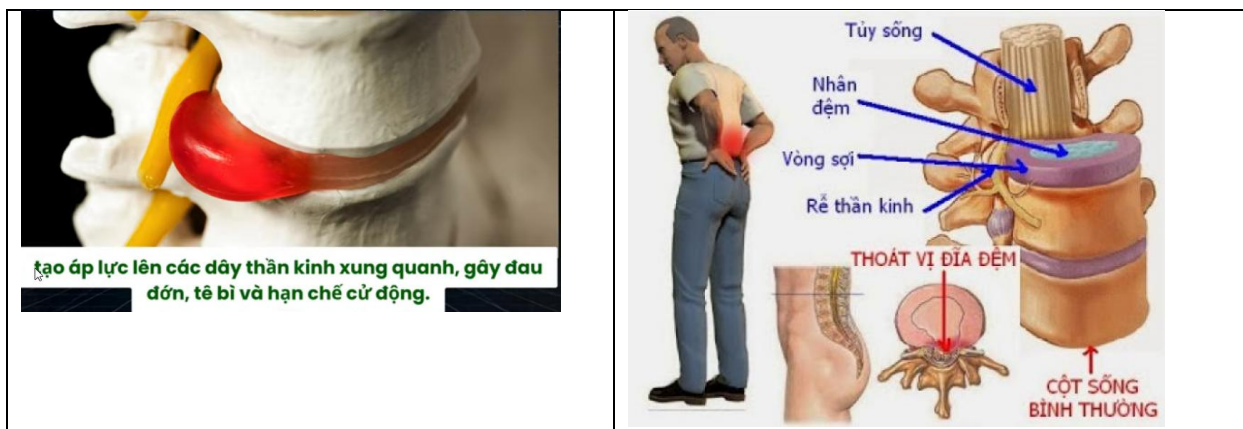 tạo áp lực lên các dây thần kinh xung quanh, gây đau
đớn, tê bì và hạn chế cử động.
Tủy sống
Nhân
đệm
Vòng sợi
Rễ thần kinh
THOÁT VỊ ĐĨA ĐỆM
CỘT SỐNG
BÌNH THƯỜNG